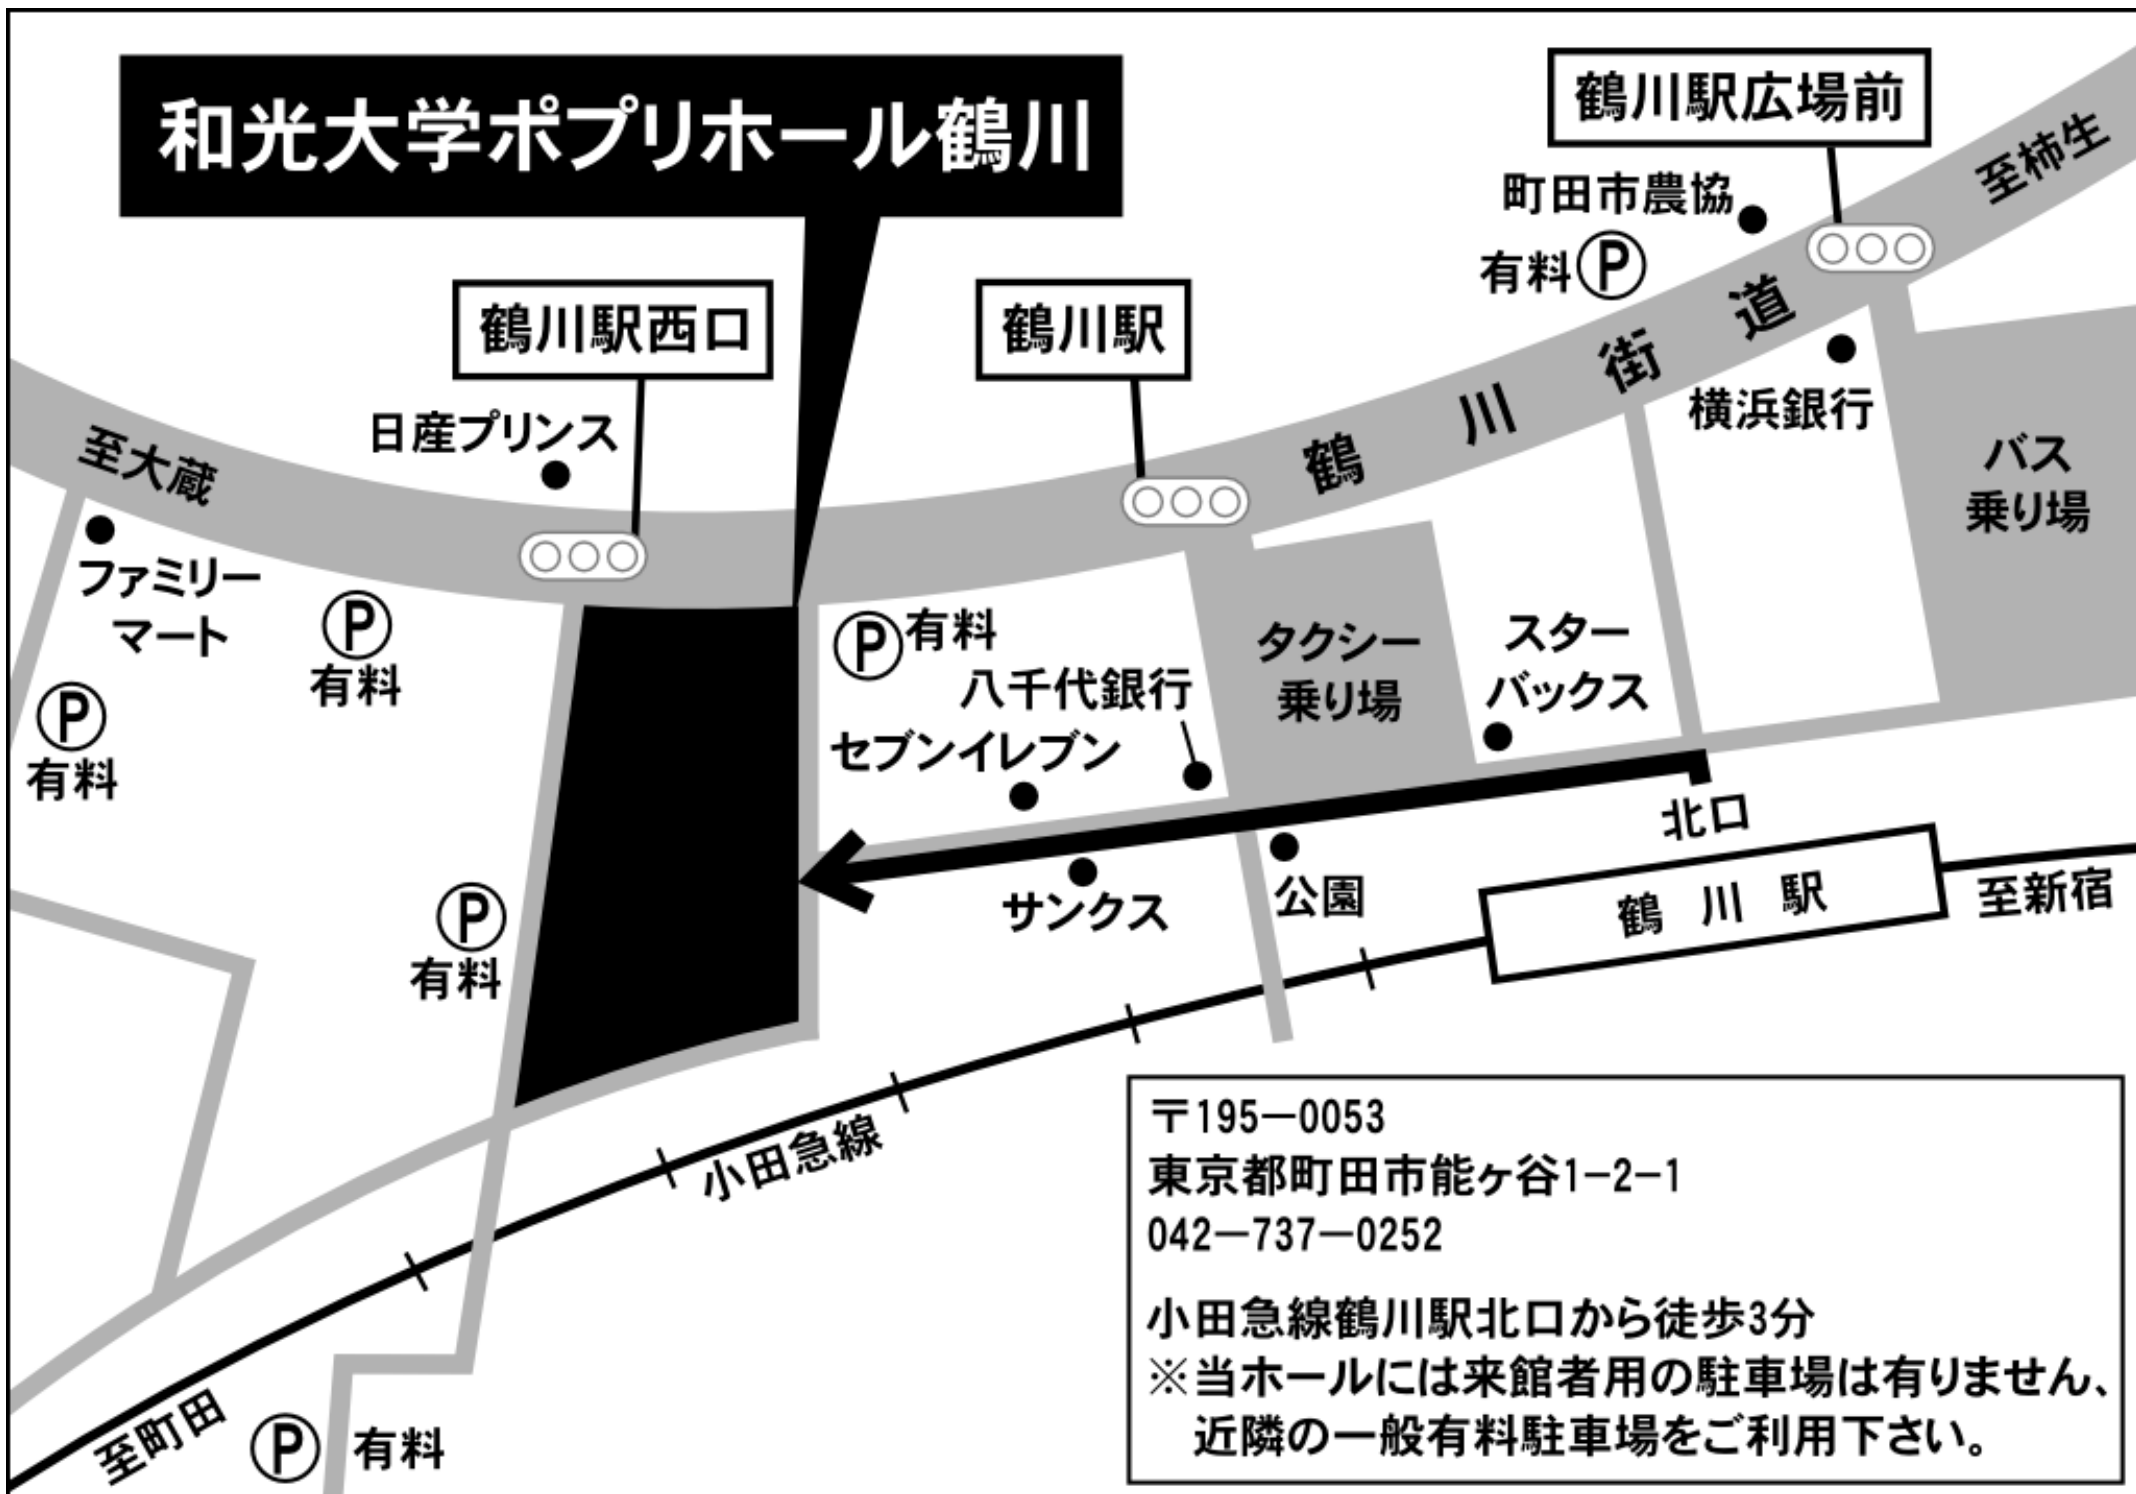 和光大学ポプリホール鶴川
鶴川駅広場前
至柿生
町田市農協
有料 Ⓟ
鶴川街道
横浜銀行
バス
乗り場
鶴川駅西口
鶴川駅
日産プリンス
至大蔵
ファミリー
マート
Ⓟ
有料
Ⓟ
有料
Ⓟ 有料
八千代銀行
セブンイレブン
タクシー
乗り場
スター
バックス
Ⓟ
有料
サンクス
公園
北口
鶴川駅
至新宿
小田急線
至町田
Ⓟ 有料
〒195－0053
東京都町田市能ヶ谷1-2-1
042－737－0252
小田急線鶴川駅北口から徒歩3分
※当ホールには来館者用の駐車場は有りません、
近隣の一般有料駐車場をご利用下さい。